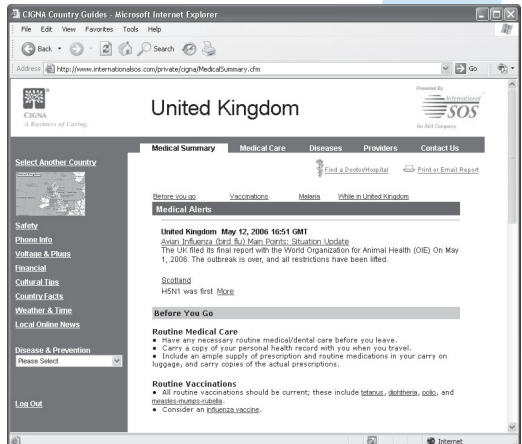 CIGNA Country Guides - Microsoft Internet Explorer
File Edit View Favorites Tools Help
Back Search
Address http://www.internationalsos.com/private/cigna/MedicalSummary.cfm Go
CIGNA
A Business of Caring.
United Kingdom
Powered By
International
SOS
An AEA Company
Medical Summary Medical Care Diseases Providers Contact Us
Select Another Country
Find a Doctor/Hospital Print or Email Report
Before you go Vaccinations Malaria While in United Kingdom
Medical Alerts
United Kingdom May 12, 2006 16:51 GMT
Avian Influenza (bird flu) Main Points: Situation Update
The UK filed its final report with the World Organization for Animal Health (OIE) On May
1, 2006. The outbreak is over, and all restrictions have been lifted.
Scotland
H5N1 was first More
Safety
Phone Info
Voltage & Plugs
Financial
Cultural Tips
Country Facts
Weather & Time
Local Online News
Disease & Prevention
Please Select
Log Out
Before You Go
Routine Medical Care
• Have any necessary routine medical/dental care before you leave.
• Carry a copy of your personal health record with you when you travel.
• Include an ample supply of prescription and routine medications in your carry on
luggage, and carry copies of the actual prescriptions.
Routine Vaccinations
• All routine vaccinations should be current; these include tetanus, diphtheria, polio, and
measles-mumps-rubella.
• Consider an influenza vaccine.
Internet